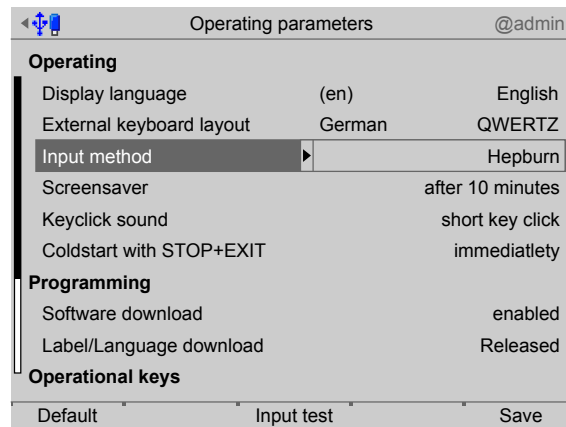 Operating parameters @admin
Operating
Display language (en) English
External keyboard layout German QWERTZ
Input method Hepburn
Screensaver after 10 minutes
Keyclick sound short key click
Coldstart with STOP+EXIT immediatlety
Programming
Software download enabled
Label/Language download Released
Operational keys
Default Input test Save